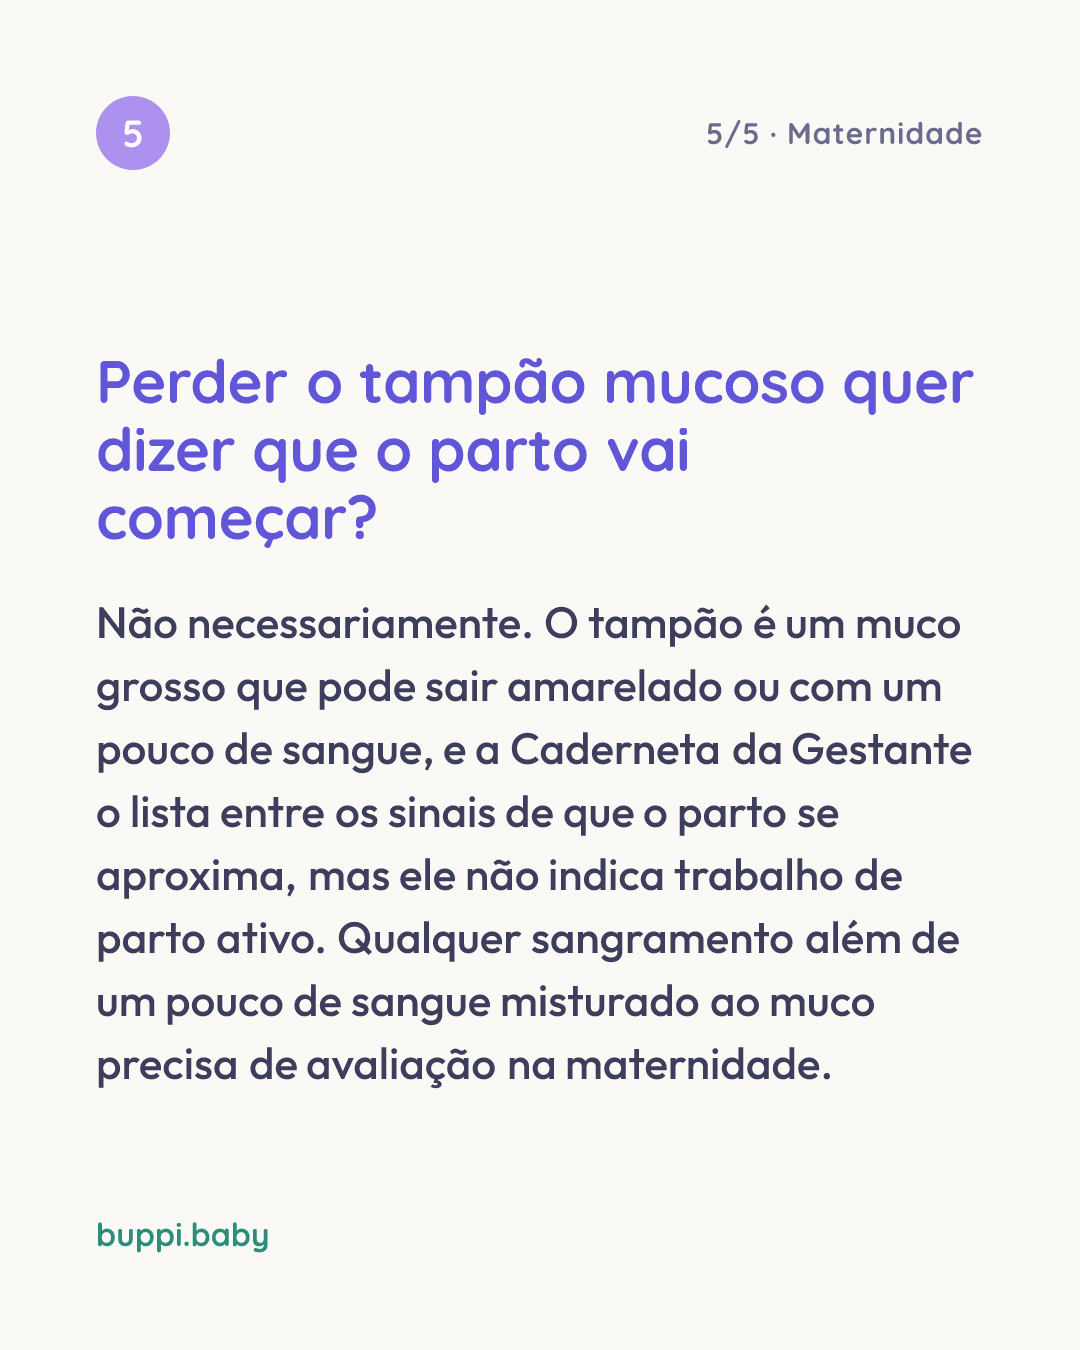 5
5/5 · Maternidade
Perder o tampão mucoso quer
dizer que o parto vai
começar?
Não necessariamente. O tampão é um muco
grosso que pode sair amarelado ou com um
pouco de sangue, e a Caderneta da Gestante
o lista entre os sinais de que o parto se
aproxima, mas ele não indica trabalho de
parto ativo. Qualquer sangramento além de
um pouco de sangue misturado ao muco
precisa de avaliação na maternidade.
buppi.baby